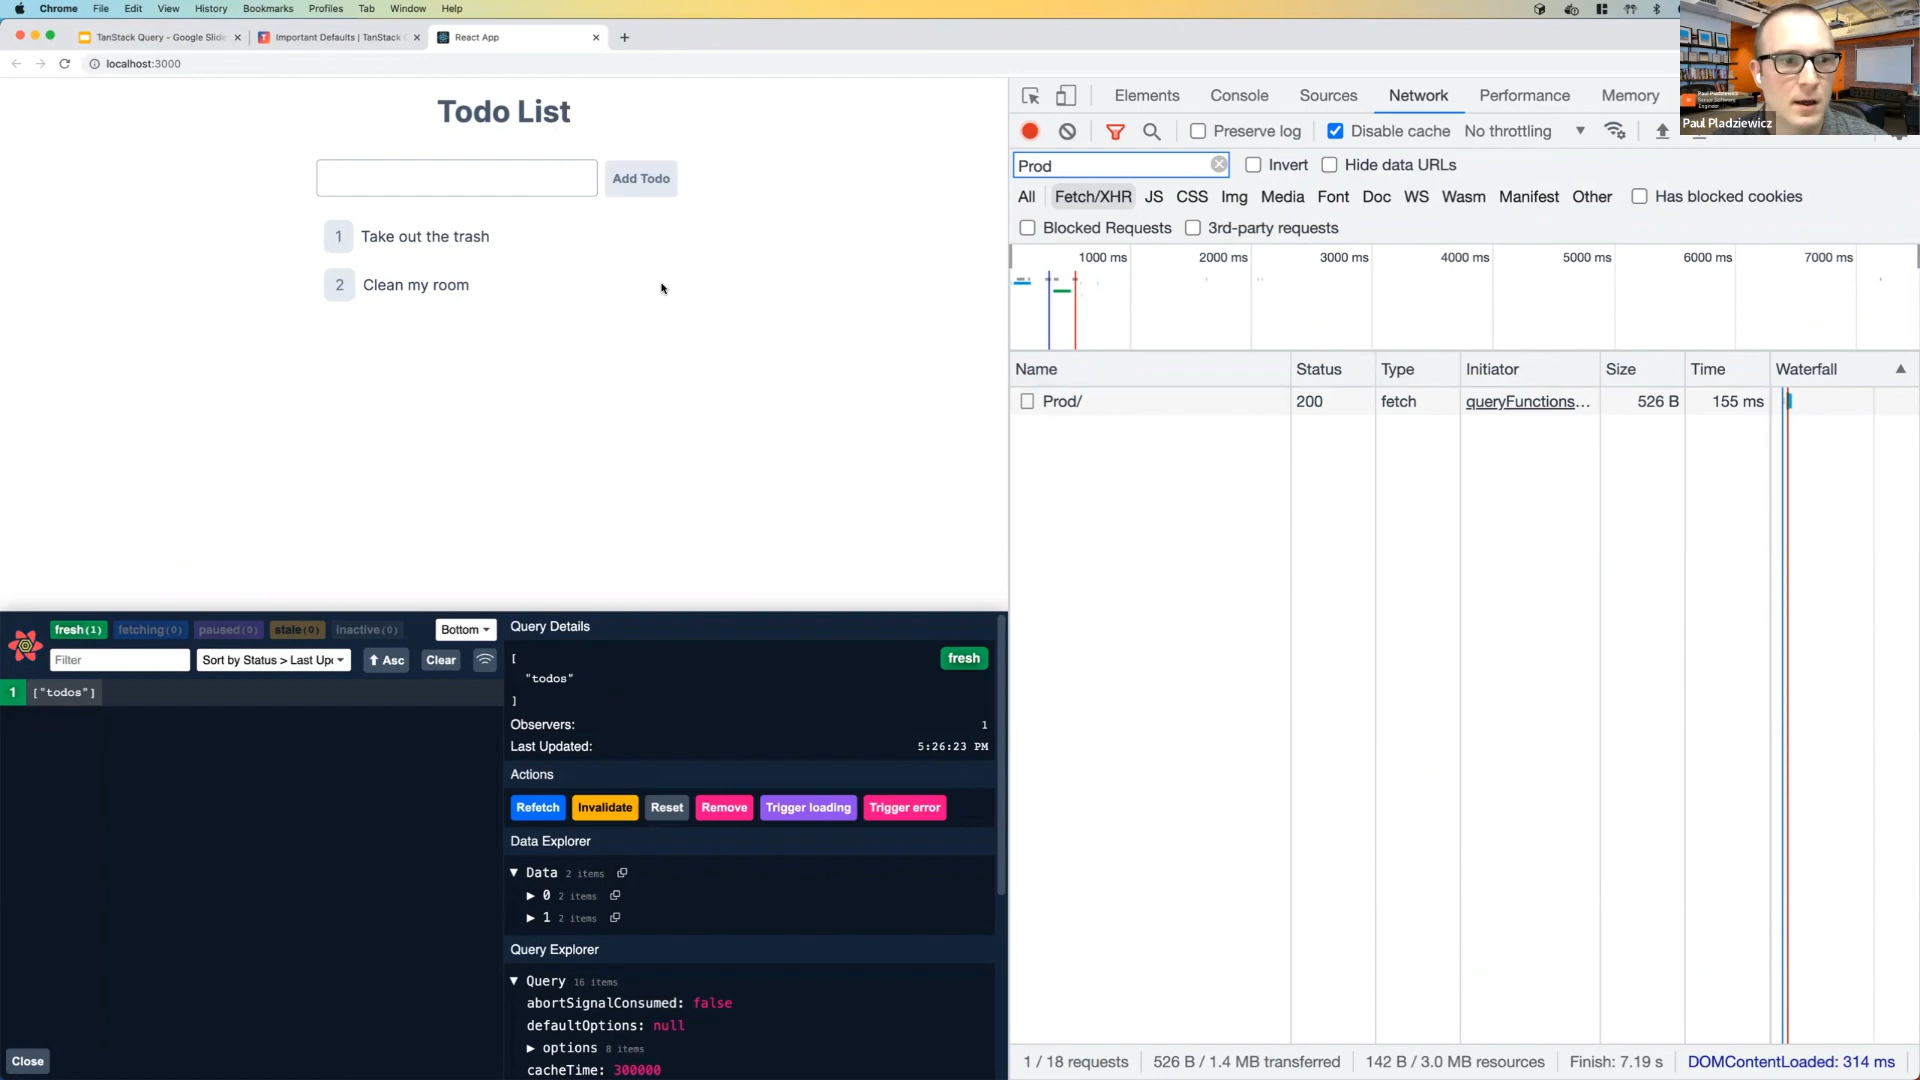 Chrome File Edit View History Bookmarks Profiles Tab Window Help
TanStack Query - Google Slide
Important Defaults | TanStack
React App
localhost:3000
Paul Pladziewicz
Senior Software
Engineer
Paul Pladziewicz
Todo List
Add Todo
1 Take out the trash
2 Clean my room
Elements Console Sources Network Performance Memory
Preserve log Disable cache No throttling
Prod Invert Hide data URLs
All Fetch/XHR JS CSS Img Media Font Doc WS Wasm Manifest Other Has blocked cookies
Blocked Requests 3rd-party requests
1000 ms 2000 ms 3000 ms 4000 ms 5000 ms 6000 ms 7000 ms
Name Status Type Initiator Size Time Waterfall
Prod/ 200 fetch queryFunctions... 526 B 155 ms
1 / 18 requests 526 B / 1.4 MB transferred 142 B / 3.0 MB resources Finish: 7.19 s DOMContentLoaded: 314 ms
fresh(1) fetching(0) paused(0) stale(0) inactive(0) Bottom
Filter Sort by Status > Last Up Asc Clear
1 ["todos"]
Close
Query Details
[
"todos"
]
fresh
Observers: 1
Last Updated: 5:26:23 PM
Actions
Refetch Invalidate Reset Remove Trigger loading Trigger error
Data Explorer
Data 2 items
0 2 items
1 2 items
Query Explorer
Query 16 items
abortSignalConsumed: false
defaultOptions: null
options 8 items
cacheTime: 300000